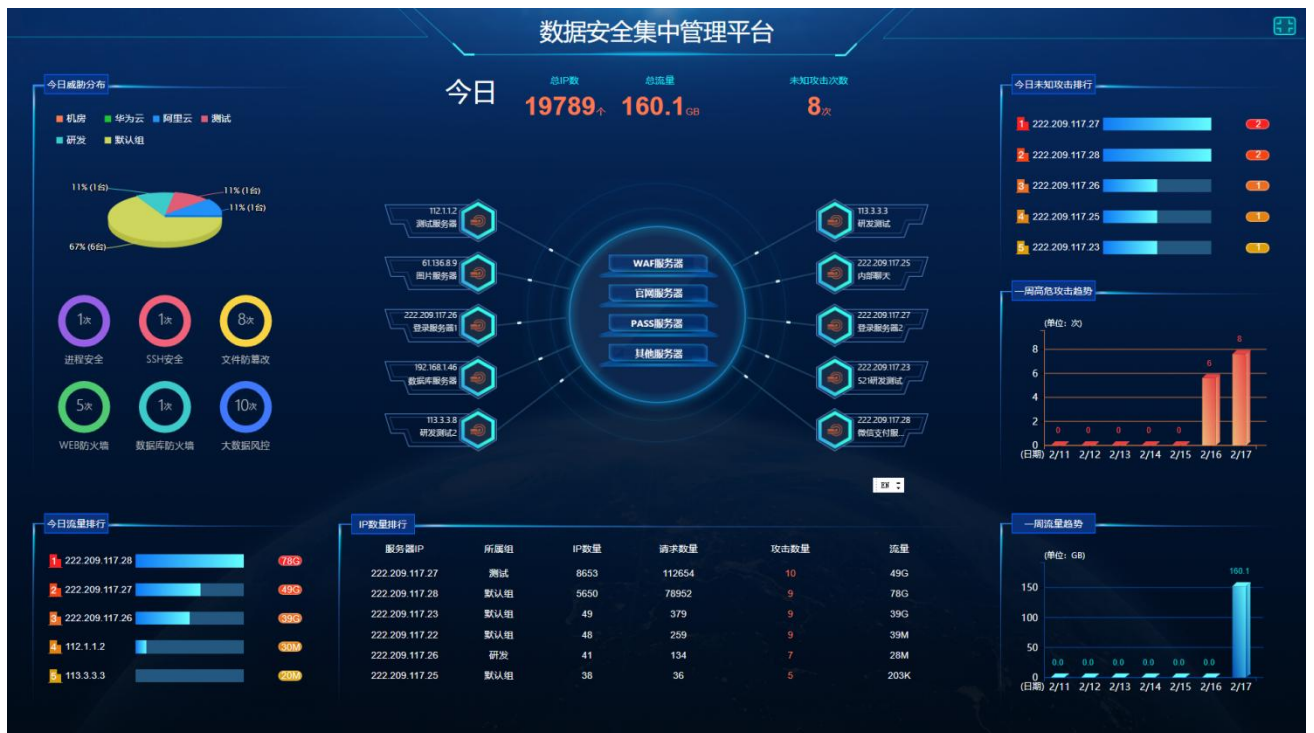 数据安全集中管理平台
今日
总IP数
19789个
总流量
160.1GB
未知攻击次数
8次
今日威胁分布
机房 华为云 阿里云 测试
研发 默认组
11% (1台)
11% (1台)
11% (1台)
67% (6台)
1次
1次
8次
进程安全 SSH安全 文件防篡改
5次
1次
10次
WEB防火墙 数据库防火墙 大数据风控
112.1.1.2
测试服务器
61.136.8.9
图片服务器
222.209.117.26
登录服务器1
192.168.1.46
数据库服务器
113.3.3.8
研发测试2
WAF服务器
官网服务器
PASS服务器
其他服务器
113.3.3.3
研发测试
222.209.117.25
内部聊天
222.209.117.27
登录服务器2
222.209.117.23
521研发测试
222.209.117.28
微信支付服...
今日未知攻击排行
1 222.209.117.27 2
2 222.209.117.28 2
3 222.209.117.26 1
4 222.209.117.25 1
5 222.209.117.23 1
一周高危攻击趋势
(单位: 次)
8
6
4
2
0
0 0 0 0 0 6 8
(日期) 2/11 2/12 2/13 2/14 2/15 2/16 2/17
EN
今日流量排行
1 222.209.117.28 78G
2 222.209.117.27 49G
3 222.209.117.26 39G
4 112.1.1.2 30M
5 113.3.3.3 20M
IP数量排行
服务器IP 所属组 IP数量 请求数量 攻击数量 流量
222.209.117.27 测试 8653 112654 10 49G
222.209.117.28 默认组 5650 78952 9 78G
222.209.117.23 默认组 49 379 9 39G
222.209.117.22 默认组 48 259 9 39M
222.209.117.26 研发 41 134 7 28M
222.209.117.25 默认组 38 36 5 203K
一周流量趋势
(单位: GB)
150
100
50
0
0.0 0.0 0.0 0.0 0.0 0.0 160.1
(日期) 2/11 2/12 2/13 2/14 2/15 2/16 2/17